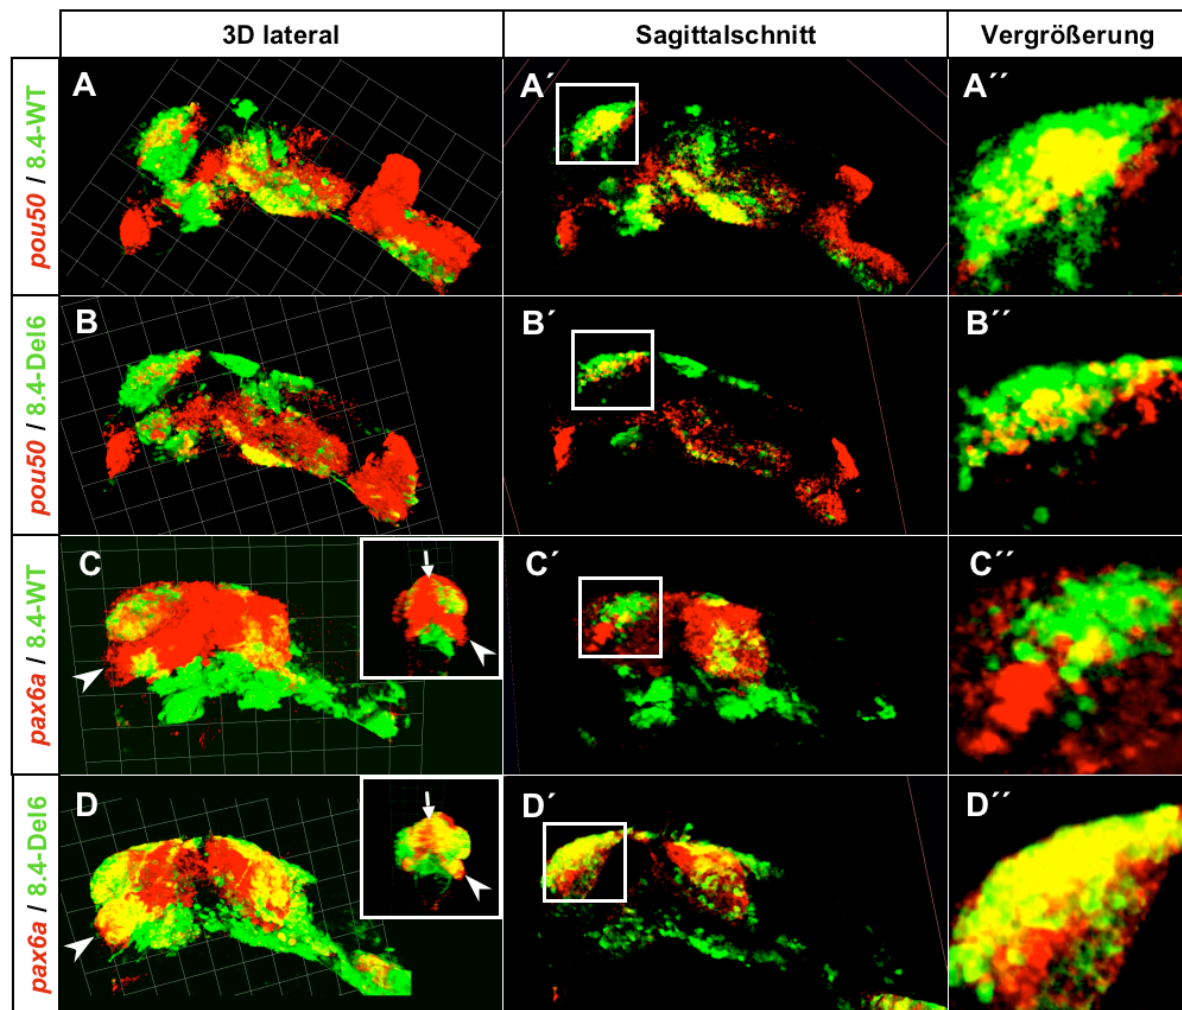 3D lateral
Sagittalschnitt
Vergrößerung
pou50 / 8.4-WT
A
A´
A´´
pou50 / 8.4-Del6
B
B´
B´´
pax6a / 8.4-WT
C
C´
C´´
pax6a / 8.4-Del6
D
D´
D´´